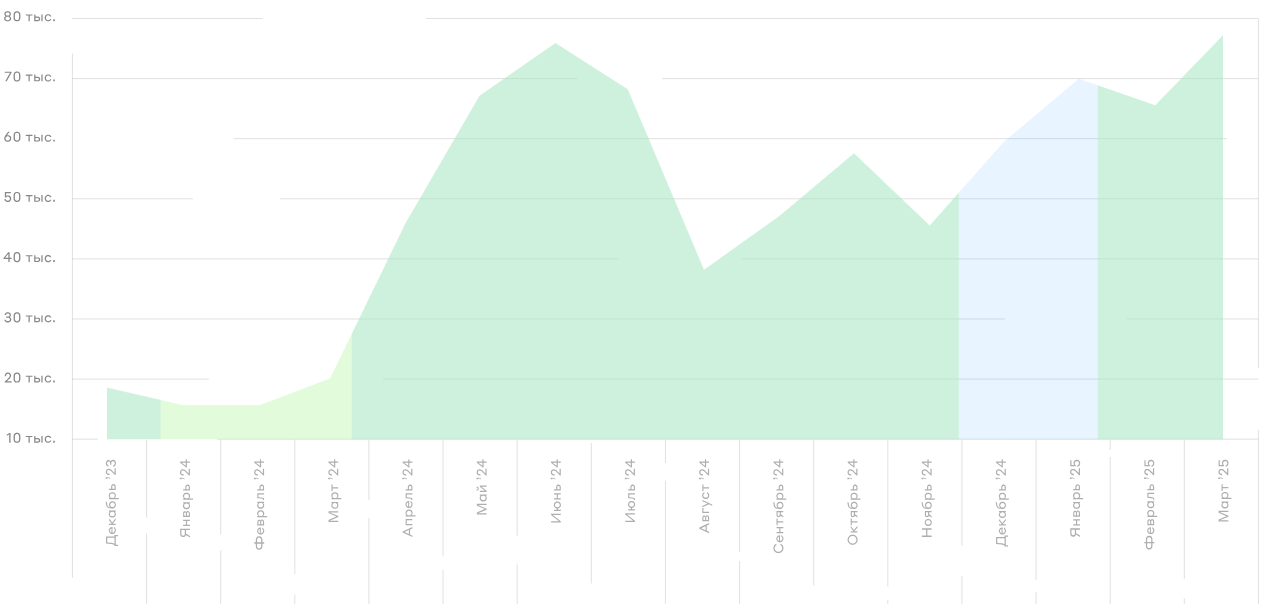 80 тыс.
70 тыс.
60 тыс.
50 тыс.
40 тыс.
30 тыс.
20 тыс.
10 тыс.
Декабрь '23
Январь '24
Февраль '24
Март '24
Апрель '24
Май '24
Июнь '24
Июль '24
Август '24
Сентябрь '24
Октябрь '24
Ноябрь '24
Декабрь '24
Январь '25
Февраль '25
Март '25